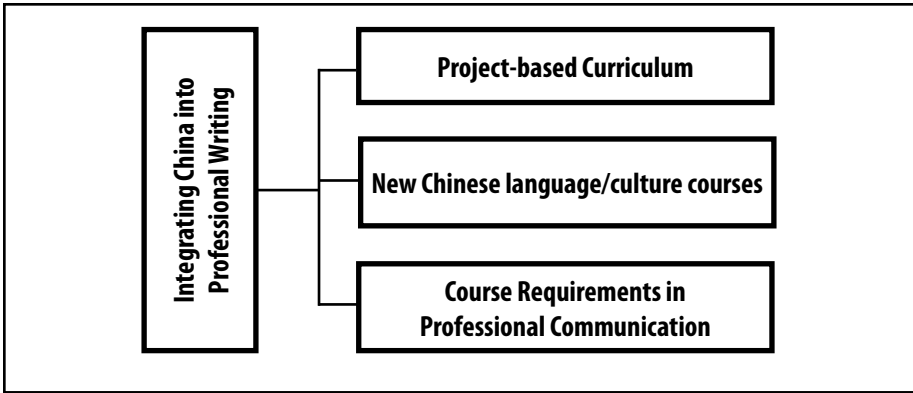 Integrating China into
Professional Writing
Project-based Curriculum
New Chinese language/culture courses
Course Requirements in
Professional Communication